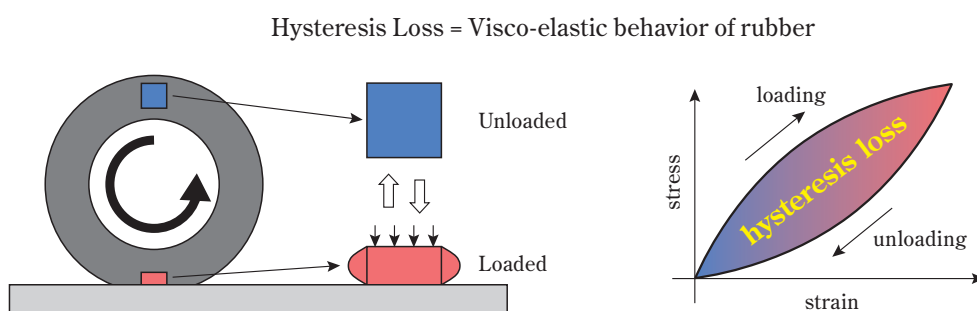 Hysteresis Loss = Visco-elastic behavior of rubber
Unloaded
Loaded
stress
loading
hysteresis loss
unloading
strain